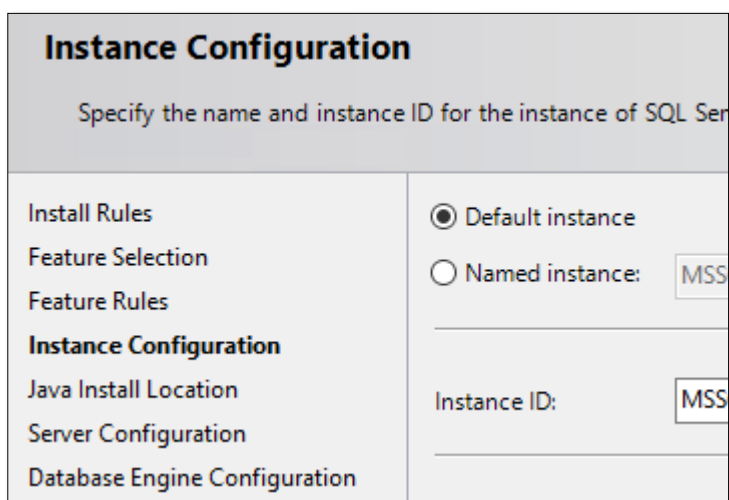 Instance Configuration
Specify the name and instance ID for the instance of SQL Ser
Install Rules
Feature Selection
Feature Rules
Instance Configuration
Java Install Location
Server Configuration
Database Engine Configuration
Default instance
Named instance: MSS
Instance ID: MSS